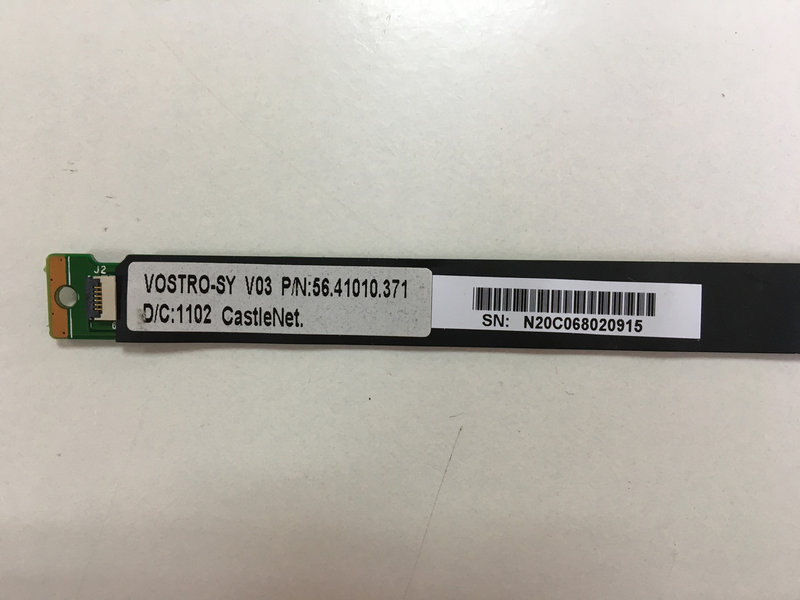 J2
VOSTRO-SY V03 P/N:56.41010.371
D/C:1102 CastleNet.
SN: N20C068020915